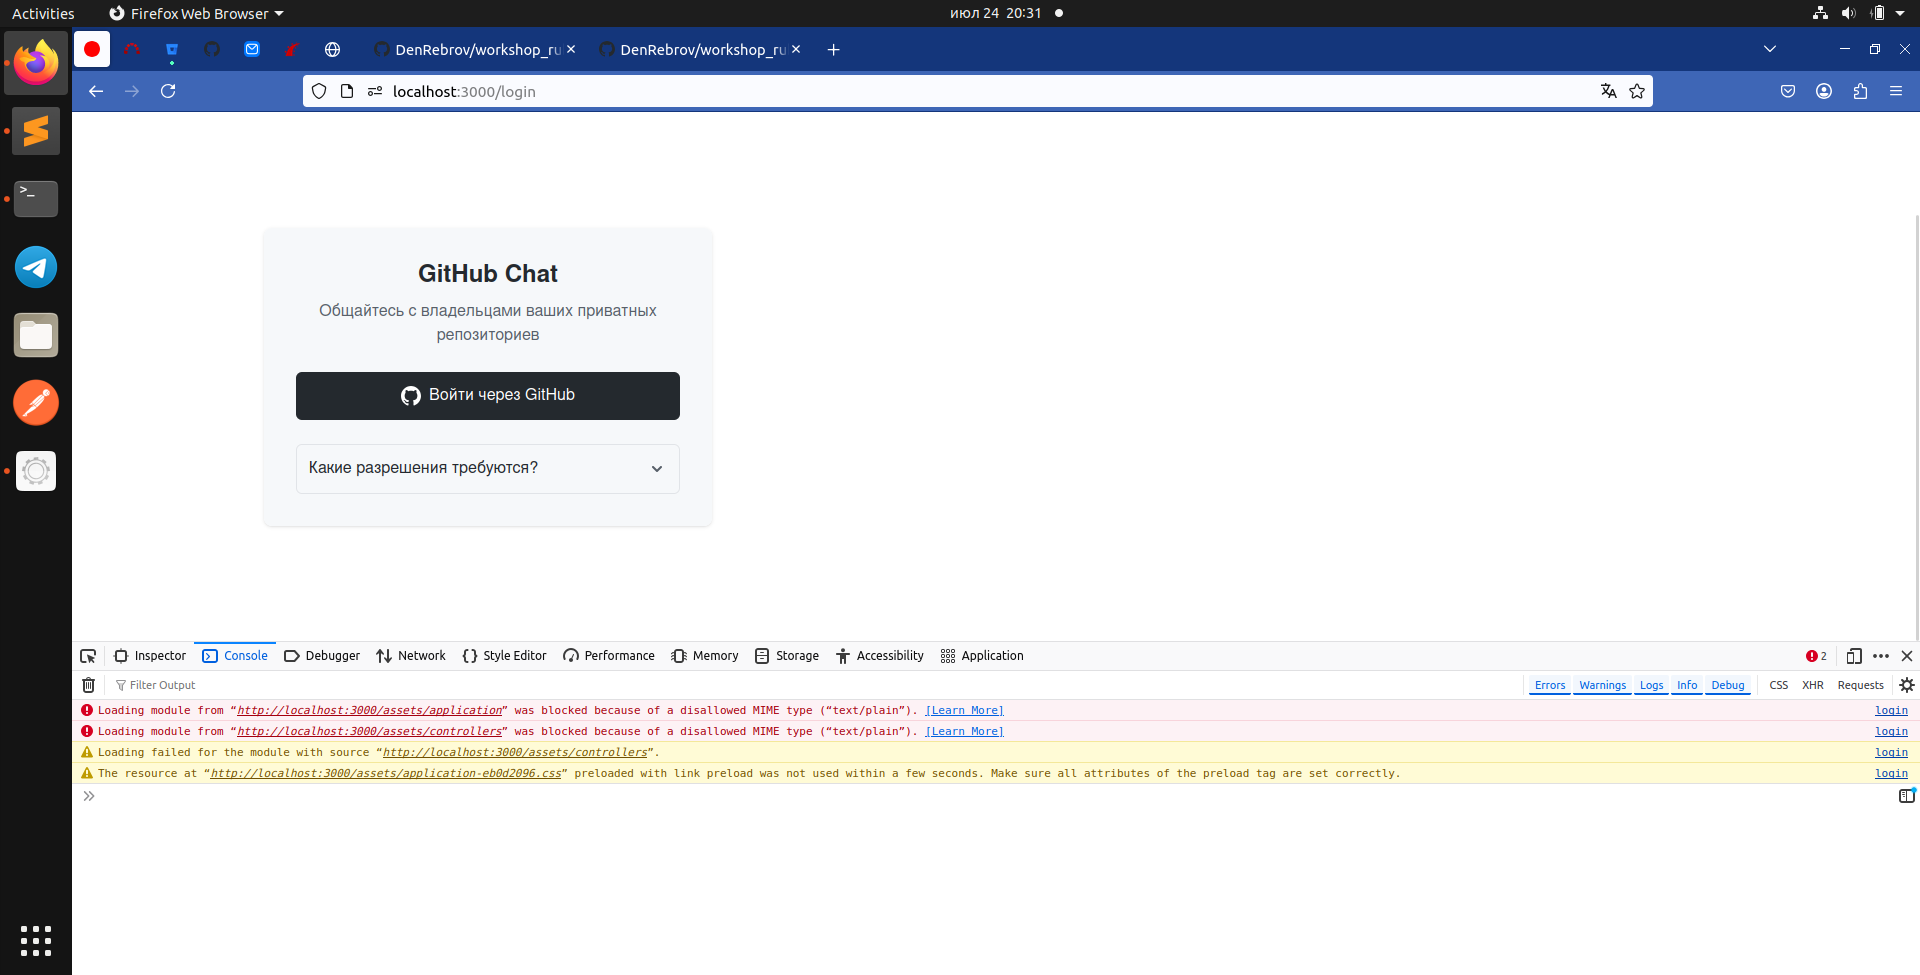 Activities
Firefox Web Browser
июл 24 20:31
DenRebrov/workshop_ru
DenRebrov/workshop_ru
localhost:3000/login
GitHub Chat
Общайтесь с владельцами ваших приватных
репозиториев
Войти через GitHub
Какие разрешения требуются?
Inspector
Console
Debugger
Network
Style Editor
Performance
Memory
Storage
Accessibility
Application
2
Filter Output
Errors
Warnings
Logs
Info
Debug
CSS
XHR
Requests
Loading module from “http://localhost:3000/assets/application” was blocked because of a disallowed MIME type (“text/plain”). [Learn More]
login
Loading module from “http://localhost:3000/assets/controllers” was blocked because of a disallowed MIME type (“text/plain”). [Learn More]
login
Loading failed for the module with source “http://localhost:3000/assets/controllers”.
login
The resource at “http://localhost:3000/assets/application-eb0d2096.css” preloaded with link preload was not used within a few seconds. Make sure all attributes of the preload tag are set correctly.
login